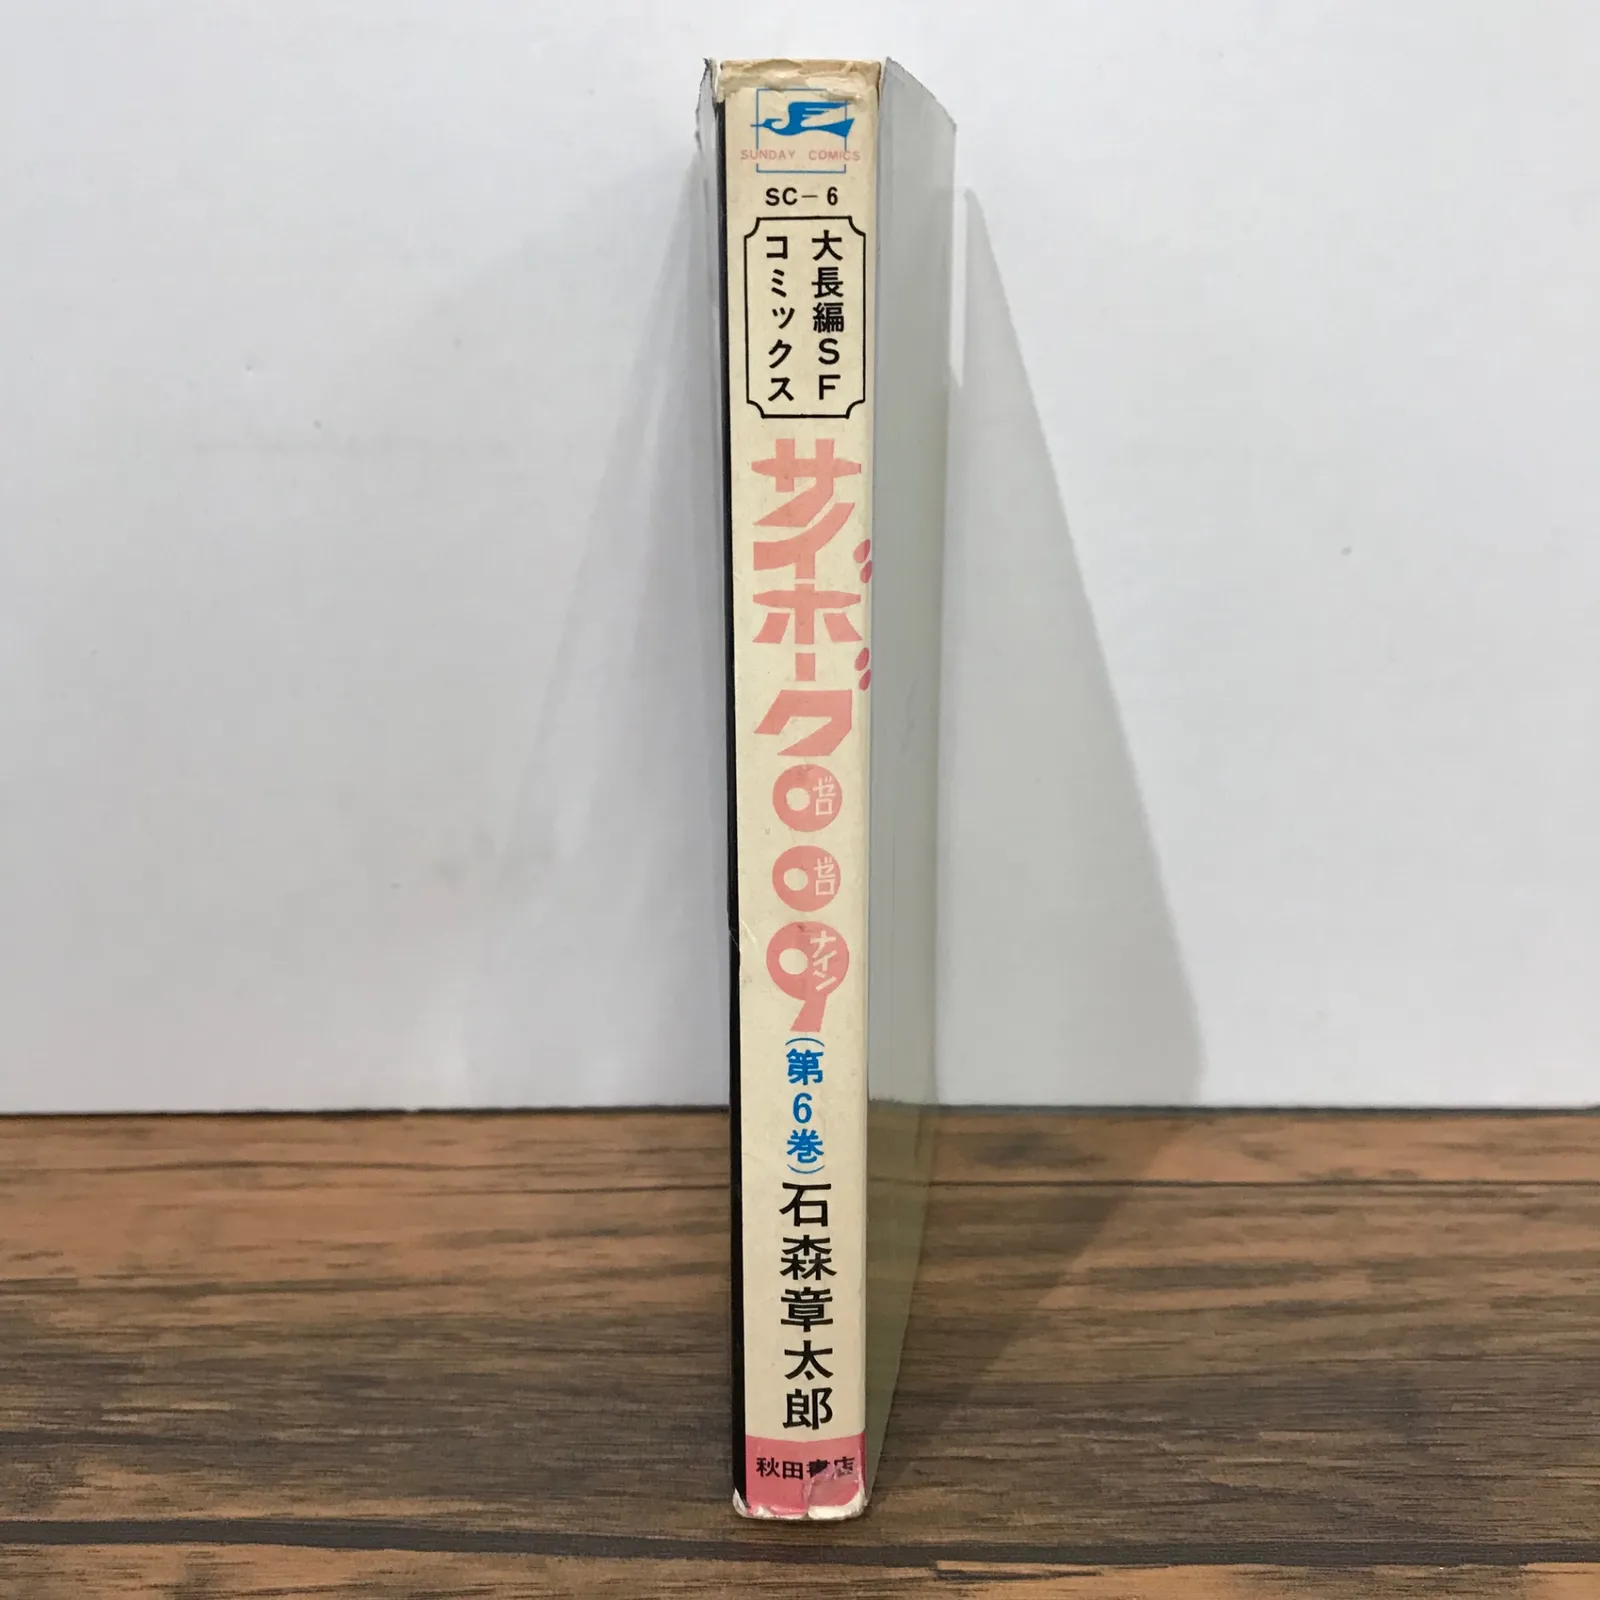 SUNDAY COMICS
SC-6
大長編SF
コミックス
サイボーグ009
ゼロ
ゼロ
ナイン
(第6巻)
石森章太郎
秋田書店